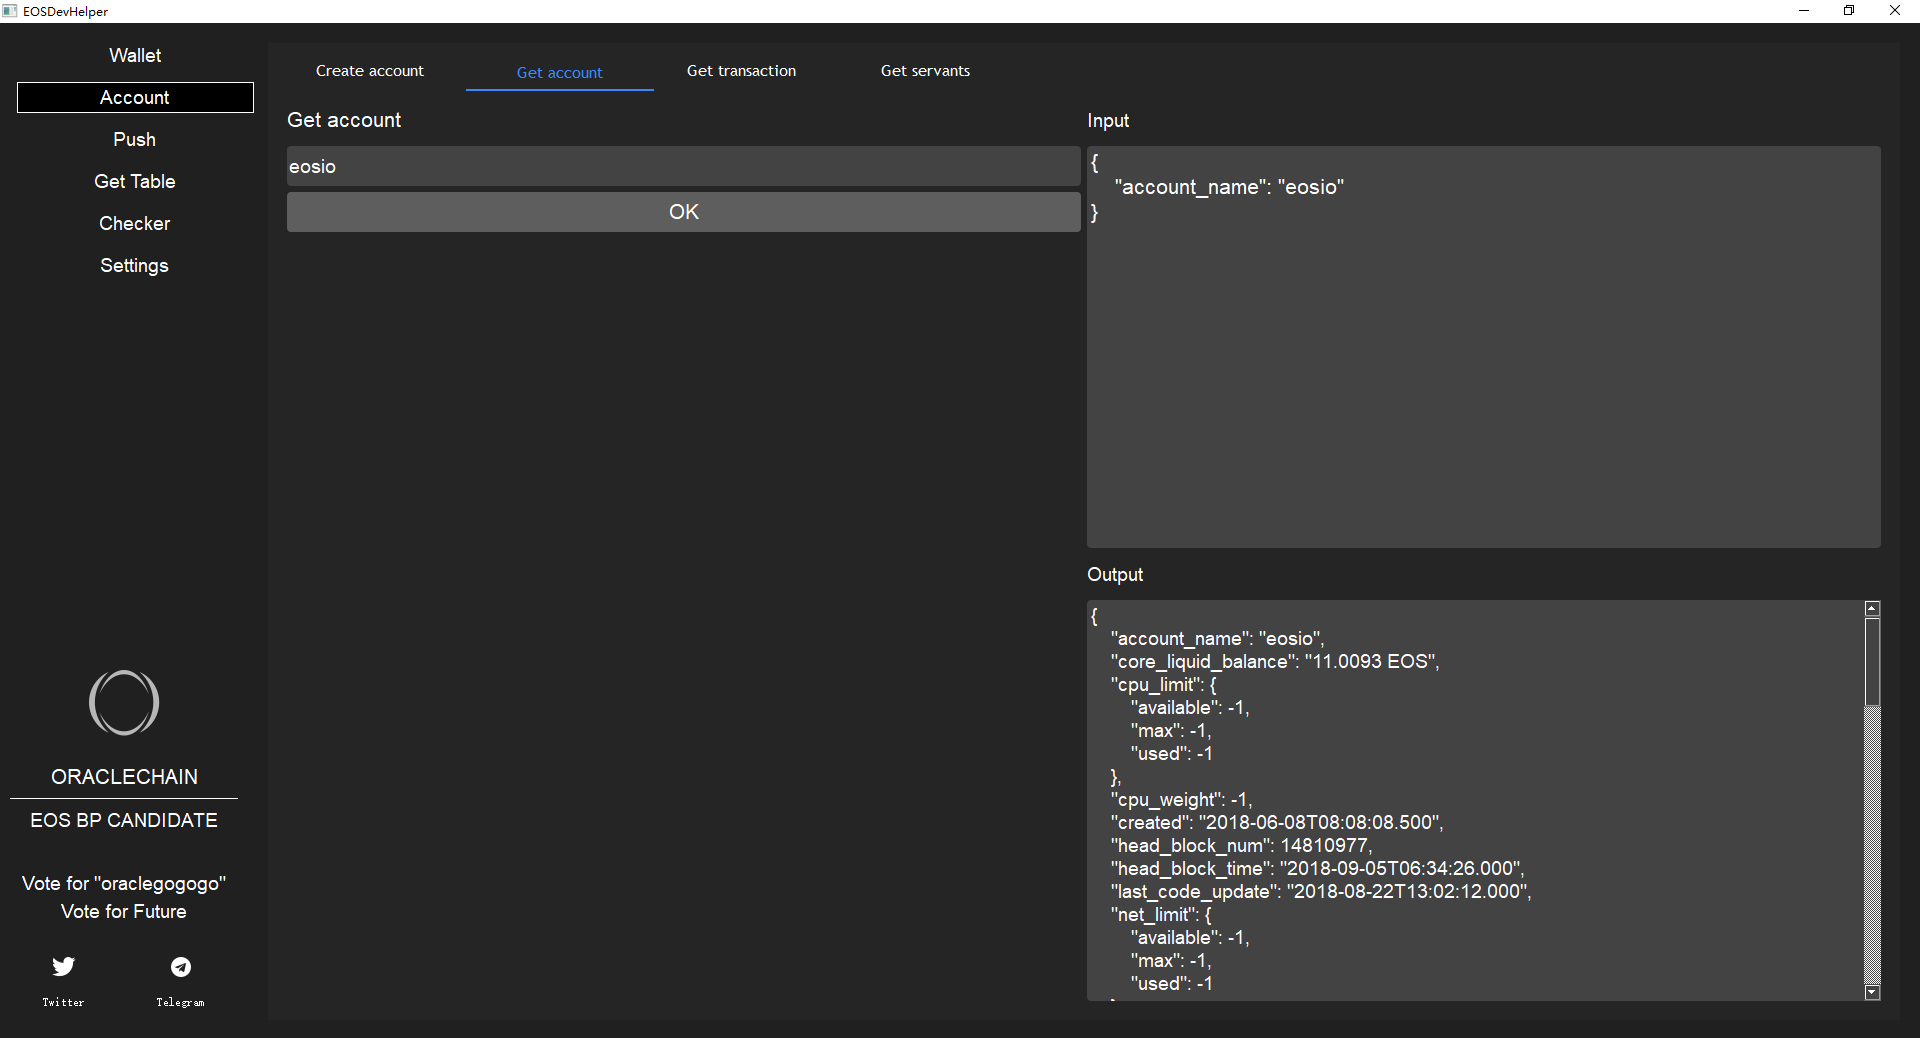 EOSDevHelper
Wallet
Account
Push
Get Table
Checker
Settings
ORACLECHAIN
EOS BP CANDIDATE
Vote for "oraclegogogo"
Vote for Future
Twitter
Telegram
Create account
Get account
Get transaction
Get servants
Get account
eosio
OK
Input
{
"account_name": "eosio"
}
Output
{
"account_name": "eosio",
"core_liquid_balance": "11.0093 EOS",
"cpu_limit": {
"available": -1,
"max": -1,
"used": -1
},
"cpu_weight": -1,
"created": "2018-06-08T08:08:08.500",
"head_block_num": 14810977,
"head_block_time": "2018-09-05T06:34:26.000",
"last_code_update": "2018-08-22T13:02:12.000",
"net_limit": {
"available": -1,
"max": -1,
"used": -1